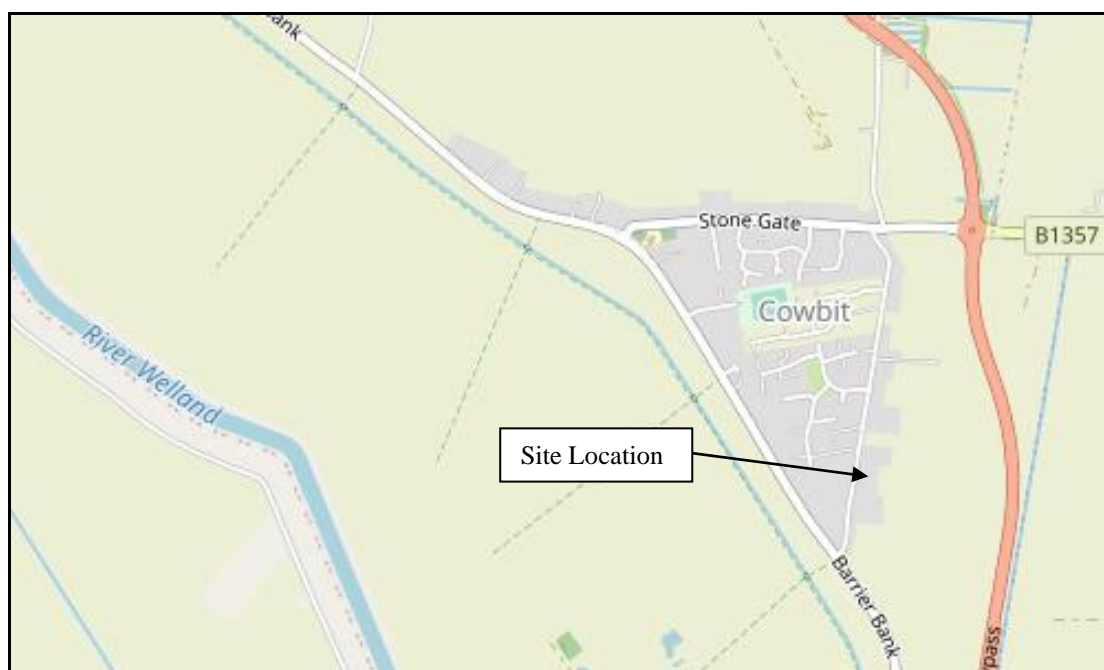 Bank
Stone Gate
B1357
Cowbit
River Welland
Site Location
Barrier Bank
pass